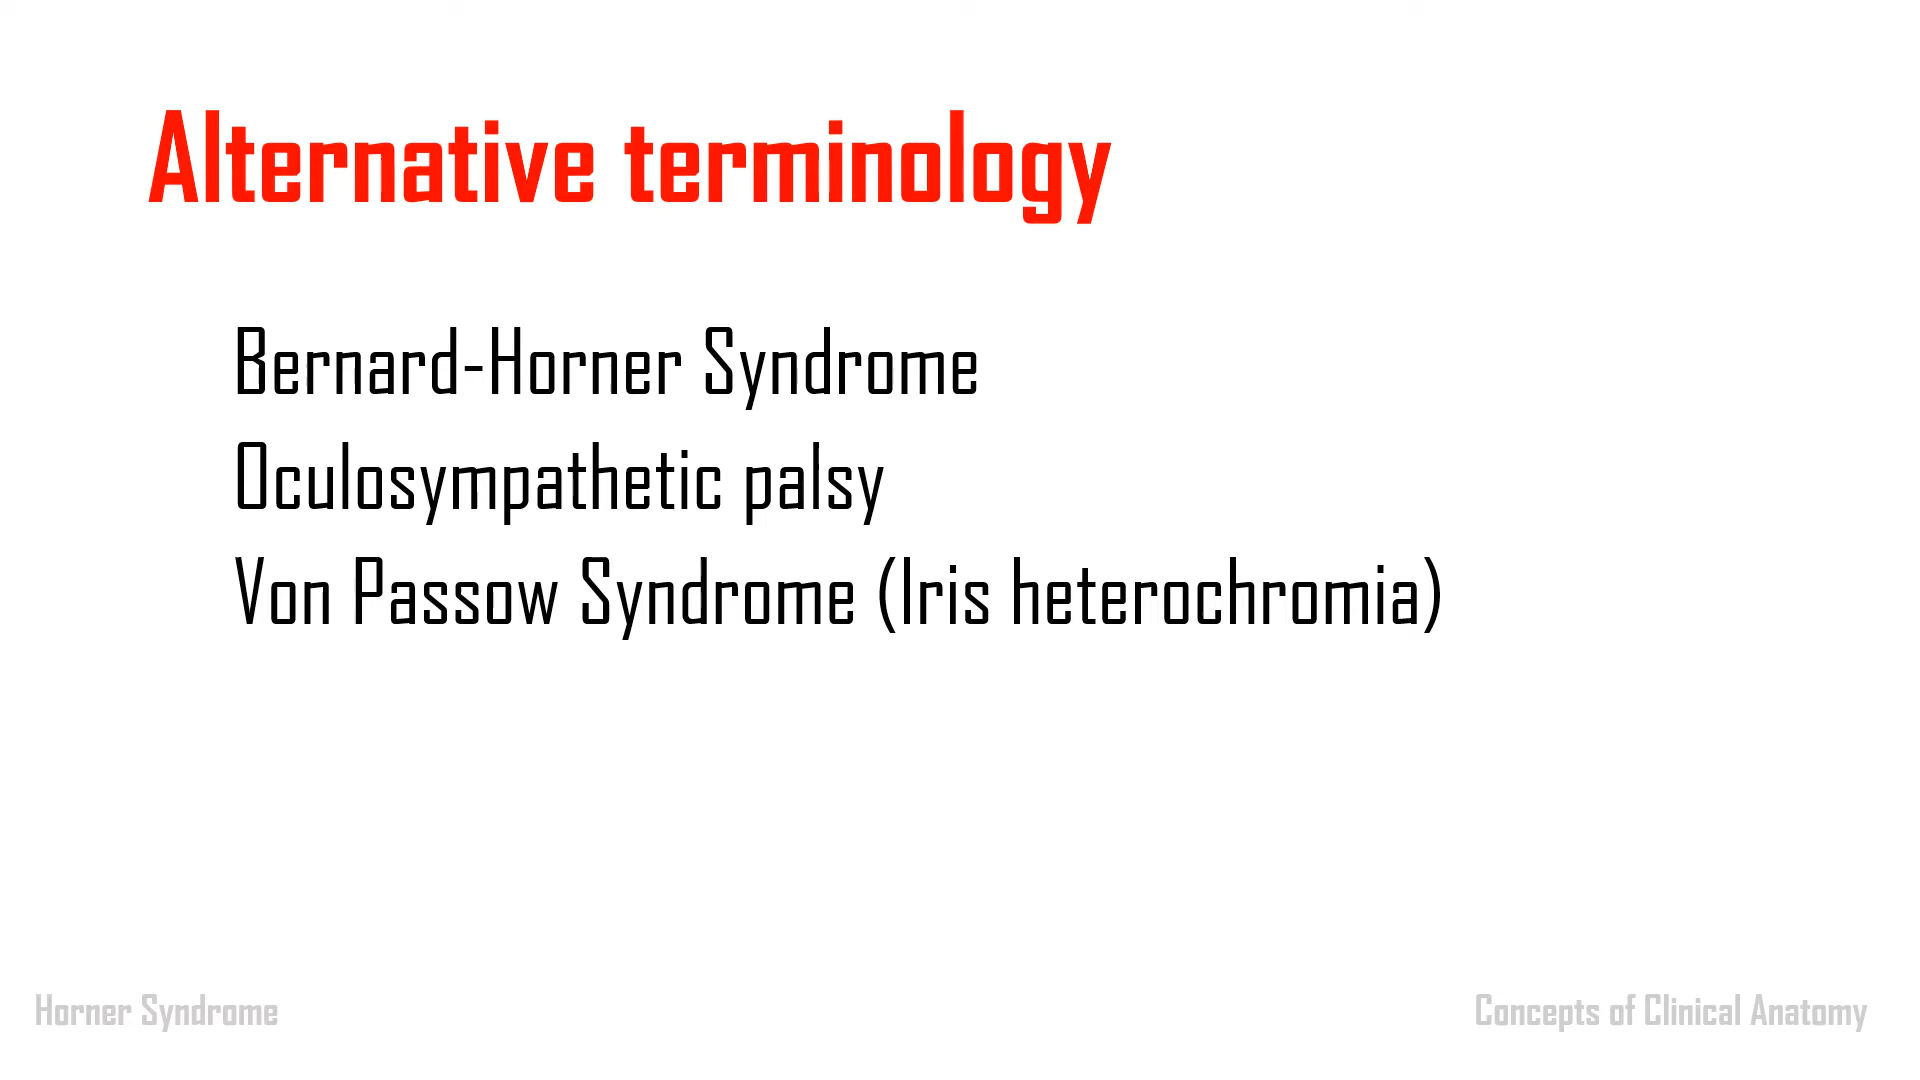 Alternative terminology
Bernard-Horner Syndrome
Oculosympathetic palsy
Von Passow Syndrome (Iris heterochromia)
Horner Syndrome
Concepts of Clinical Anatomy